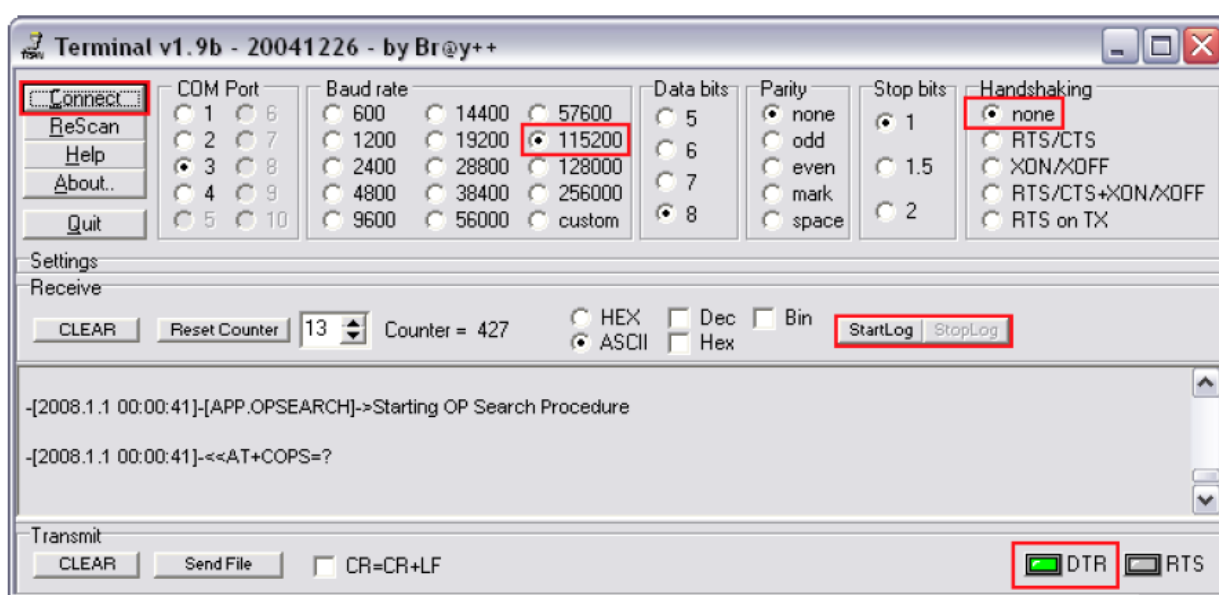 Terminal v1.9b - 20041226 - by Br@y++
Connect
ReScan
Help
About..
Quit
COM Port
1 6
2 7
3 8
4 9
5 10
Baud rate
600 14400 57600
1200 19200 115200
2400 28800 128000
4800 38400 256000
9600 56000 custom
Data bits
5
6
7
8
Parity
none
odd
even
mark
space
Stop bits
1
1.5
2
Handshaking
none
RTS/CTS
XON/XOFF
RTS/CTS+XON/XOFF
RTS on TX
Settings
Receive
CLEAR Reset Counter 13 Counter = 427
HEX Dec Bin
ASCII Hex
StartLog StopLog
-[2008.1.1 00:00:41]-[APP.OPSEARCH]->Starting OP Search Procedure
-[2008.1.1 00:00:41]-<<AT+COPS=?
Transmit
CLEAR Send File CR=CR+LF DTR RTS